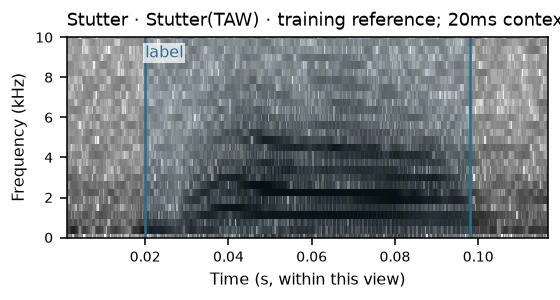 Stutter · Stutter(TAW) · training reference; 20ms contex
label
10
8
6
4
2
0
Frequency (kHz)
0.02 0.04 0.06 0.08 0.10
Time (s, within this view)